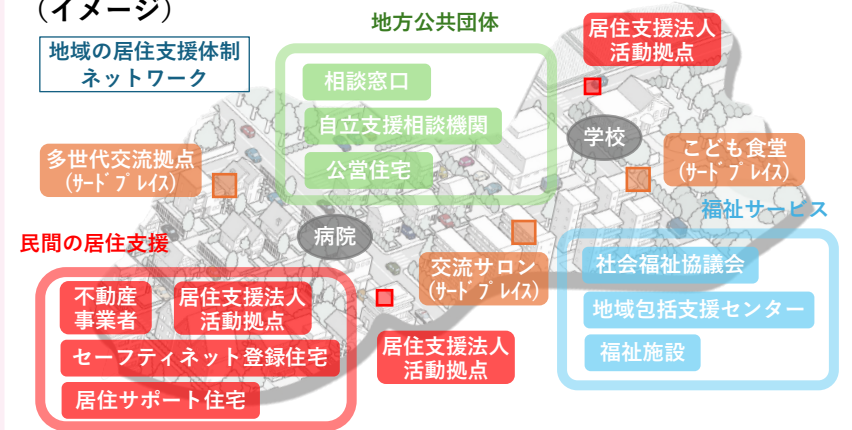 (イメージ)
地域の居住支援体制
ネットワーク
地方公共団体
相談窓口
自立支援相談機関
公営住宅
居住支援法人
活動拠点
学校
こども食堂
(ｻｰﾄﾞﾌﾟﾚｲｽ)
多世代交流拠点
(ｻｰﾄﾞﾌﾟﾚｲｽ)
福祉サービス
民間の居住支援
病院
交流サロン
(ｻｰﾄﾞﾌﾟﾚｲｽ)
社会福祉協議会
地域包括支援センター
福祉施設
不動産
事業者
居住支援法人
活動拠点
セーフティネット登録住宅
居住サポート住宅
居住支援法人
活動拠点